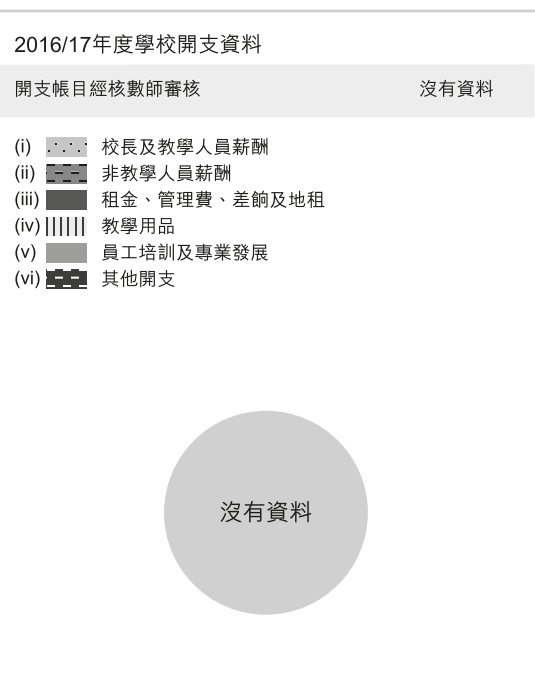 2016/17年度學校開支資料
開支帳目經核數師審核 沒有資料
(i) 校長及教學人員薪酬
(ii) 非教學人員薪酬
(iii) 租金、管理費、差餉及地租
(iv) 教學用品
(v) 員工培訓及專業發展
(vi) 其他開支
沒有資料